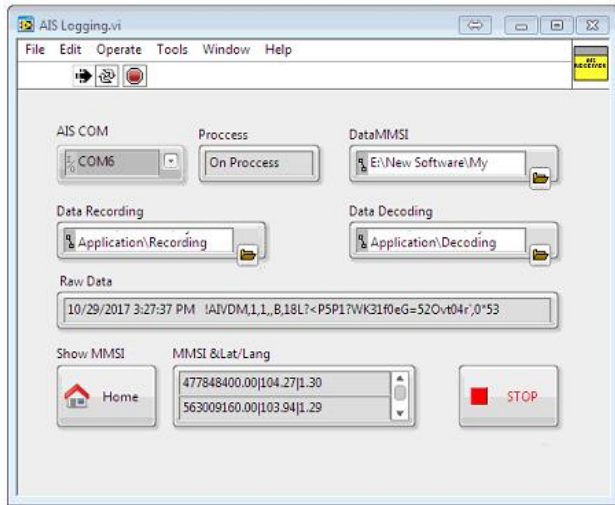 AIS Logging.vi
File Edit Operate Tools Window Help
AIS RECEIVER
AIS COM Proccess DataMMSI
COM6 On Proccess E:\New Software\My
Data Recording Data Decoding
Application\Recording Application\Decoding
Raw Data
10/29/2017 3:27:37 PM !AIVDM,1,1,,B,18L?<P5P1?WK31f0eG=52Ovt04r`,0*53
Show MMSI MMSI &Lat/Lang
Home 477848400.00|104.27|1.30
563009160.00|103.94|1.29
STOP